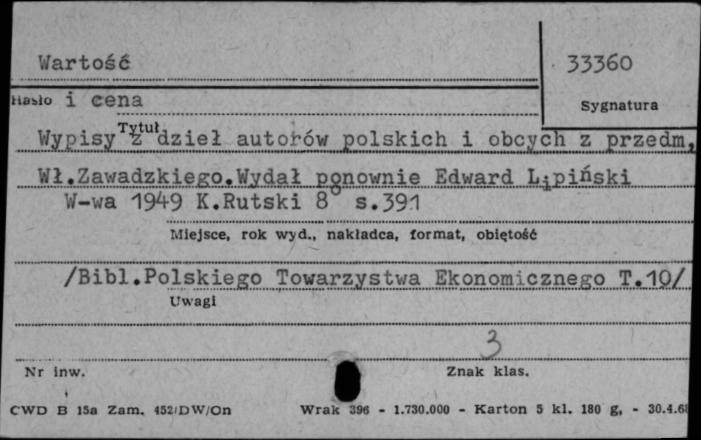 Wartość
33360
Hasło i cena
Sygnatura
Tytuł
Wypisy z dzieł autorów polskich i obcych z przedm.
Wł.Zawadzkiego.Wydał ponownie Edward Lipiński
W-wa 1949 K.Rutski 8° s.391
Miejsce, rok wyd., nakładca, format, objętość
/Bibl.Polskiego Towarzystwa Ekonomicznego T.10/
Uwagi
3
Nr inw.
Znak klas.
CWD B 15a Zam. 452/DW/On Wrak 396 - 1.730.000 - Karton 5 kl. 180 g, - 30.4.68